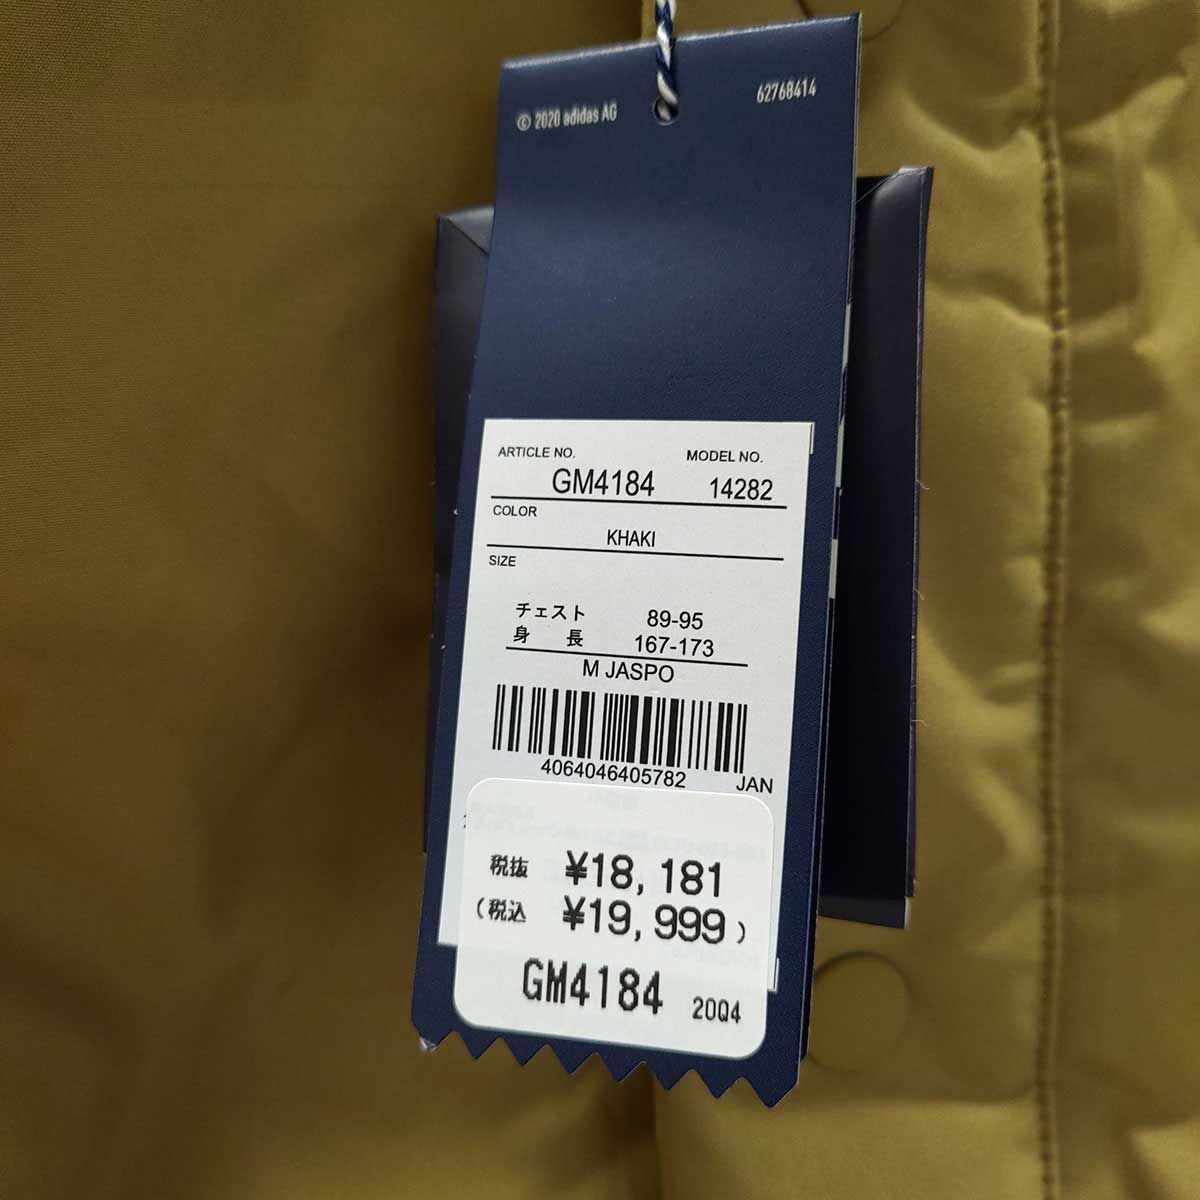 © 2020 adidas AG 62768414
ARTICLE NO. MODEL NO.
GM4184 14282
COLOR
KHAKI
SIZE
チェスト 89-95
身長 167-173
M JASPO
4064046405782 JAN
税抜 ¥18,181
(税込 ¥19,999)
GM4184 20Q4